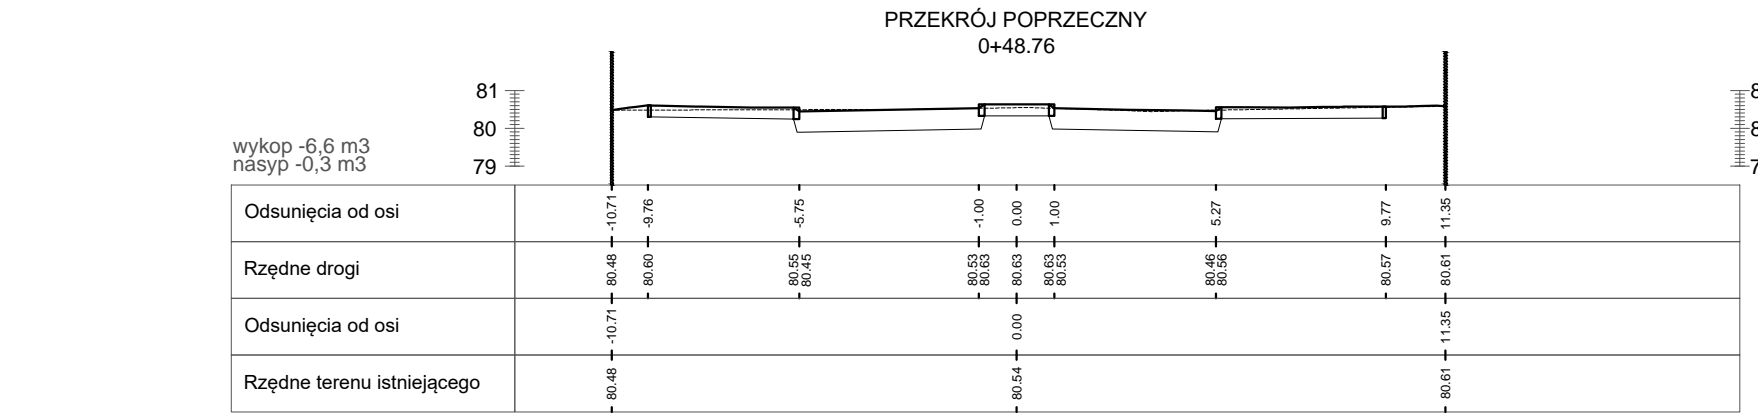 PRZEKRÓJ POPRZECZNY
0+48.76
81
80
79
8
8
7
wykop -6,6 m3
nasyp -0,3 m3
Odsunięcia od osi -10.71 -9.76 -5.75 -1.00 0.00 1.00 5.27 9.77 11.35
Rzędne drogi 80.48 80.60 80.55 80.45 80.53 80.63 80.63 80.63 80.53 80.46 80.56 80.57 80.61
Odsunięcia od osi -10.71 0.00 11.35
Rzędne terenu istniejącego 80.48 80.54 80.61